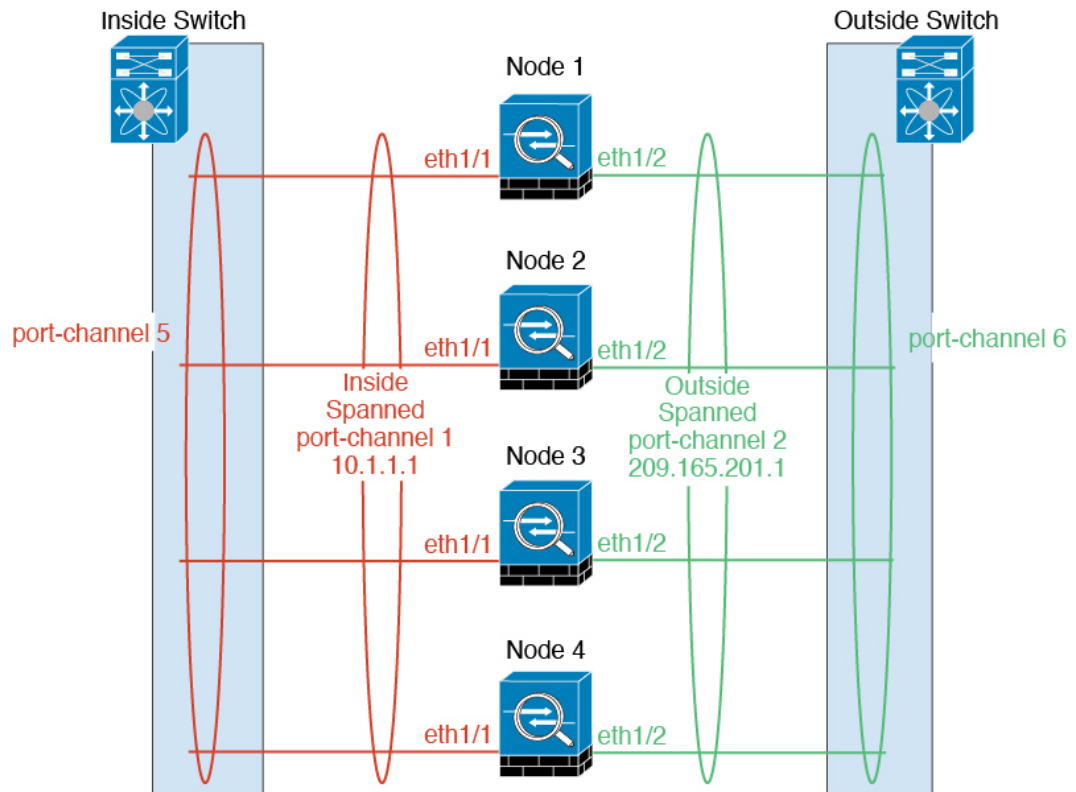 Inside Switch
Outside Switch
Node 1
eth1/1
eth1/2
Node 2
port-channel 5
eth1/1
eth1/2
port-channel 6
Inside
Spanned
port-channel 1
10.1.1.1
Outside
Spanned
port-channel 2
209.165.201.1
Node 3
eth1/1
eth1/2
Node 4
eth1/1
eth1/2